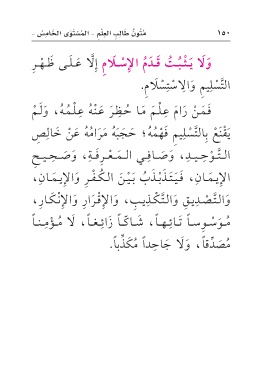 ١٥٠ مُتُونُ طَالِبِ العِلْمِ - المُسْتَوَى الخَامِسُ -
وَلَا يَثْبُتُ قَدَمُ الإِسْلَامِ إِلَّا عَلَى ظَهْرِ
التَّسْلِيمِ وَالِاسْتِسْلَامِ.
فَمَنْ رَامَ عِلْمَ مَا حُظِرَ عَنْهُ عِلْمُهُ، وَلَمْ
يَقْنَعْ بِالتَّسْلِيمِ فَهْمُهُ؛ حَجَبَهُ مَرَامُهُ عَنْ خَالِصِ
التَّوْحِيدِ، وَصَافِي المَعْرِفَةِ، وَصَحِيحِ
الإِيمَانِ، فَيَتَذَبْذَبُ بَيْنَ الكُفْرِ وَالإِيمَانِ،
وَالتَّصْدِيقِ وَالتَّكْذِيبِ، وَالإِقْرَارِ وَالإِنْكَارِ،
مُوَسْوِساً تَائِهاً، شَاكّاً زَائِغاً، لَا مُؤْمِناً
مُصَدِّقاً، وَلَا جَاحِداً مُكَذِّباً.